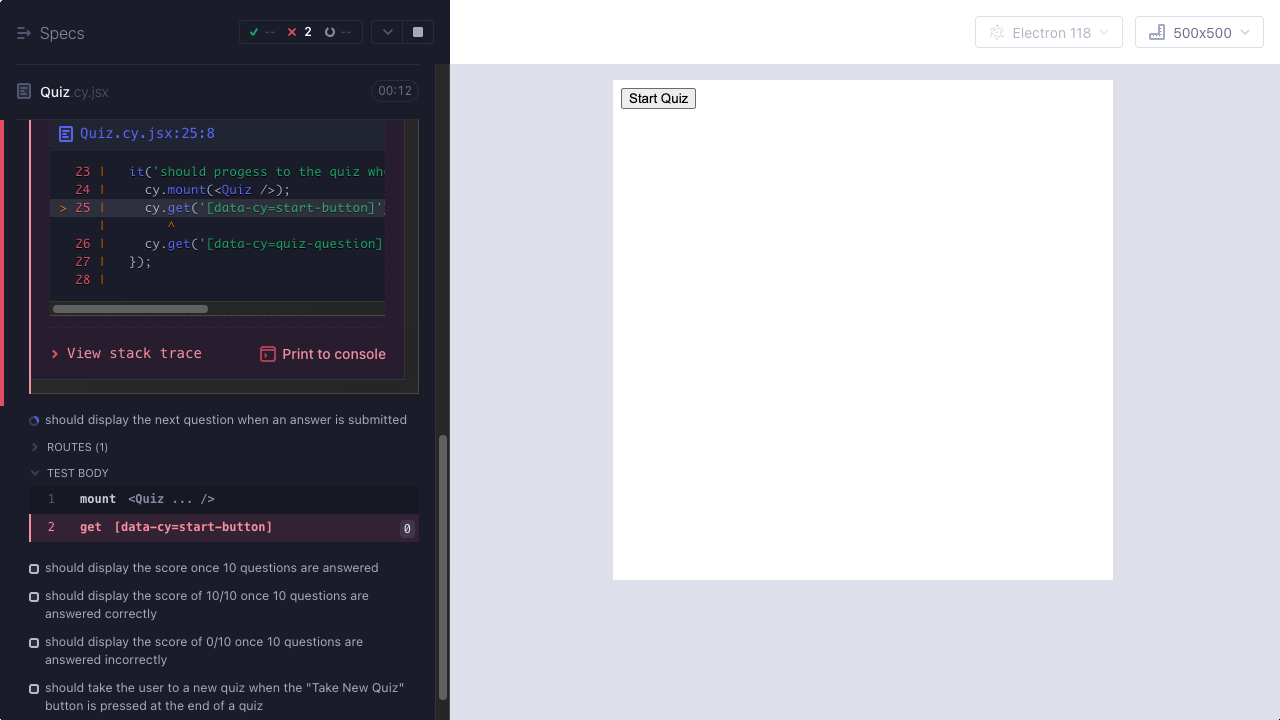 Specs
-- 2 --
Electron 118
500x500
Quiz.cy.jsx
00:12
Start Quiz
Quiz.cy.jsx:25:8
23 | it('should progess to the quiz whe
24 | cy.mount(<Quiz />);
> 25 | cy.get('[data-cy=start-button]'
| ^
26 | cy.get('[data-cy=quiz-question]
27 | });
28 |
View stack trace
Print to console
should display the next question when an answer is submitted
ROUTES (1)
TEST BODY
1 mount <Quiz ... />
2 get [data-cy=start-button] 0
should display the score once 10 questions are answered
should display the score of 10/10 once 10 questions are
answered correctly
should display the score of 0/10 once 10 questions are
answered incorrectly
should take the user to a new quiz when the "Take New Quiz"
button is pressed at the end of a quiz